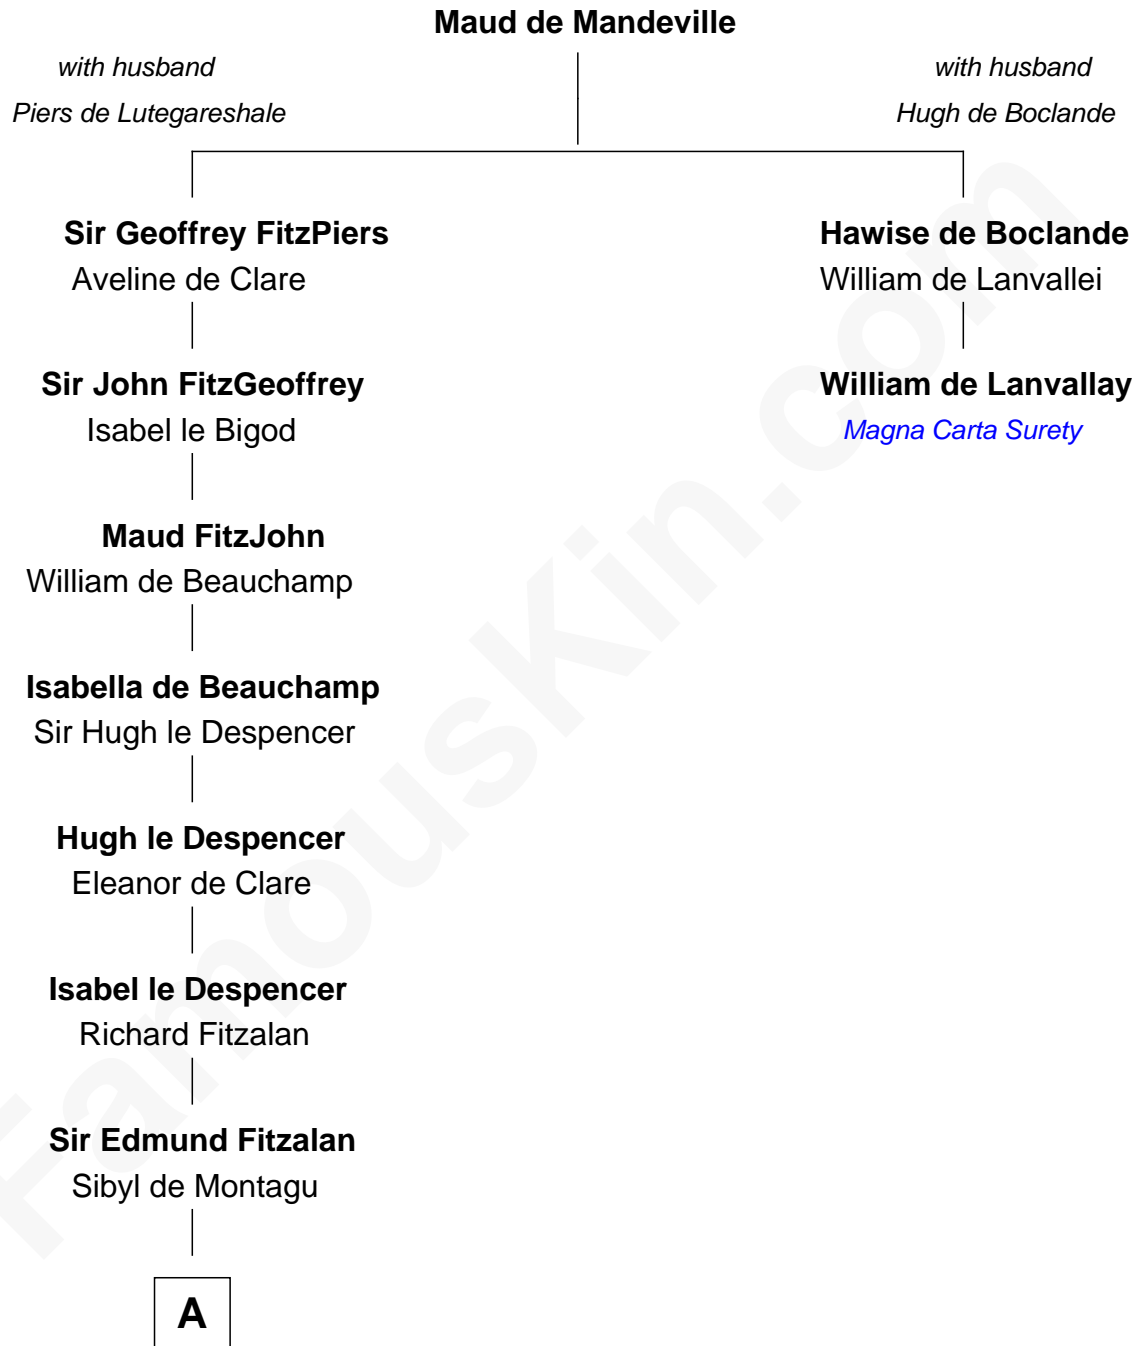 Maud de Mandeville
with husband
Piers de Lutegareshale
with husband
Hugh de Boclande
Sir Geoffrey FitzPiers
Aveline de Clare
Hawise de Boclande
William de Lanvallei
Sir John FitzGeoffrey
Isabel le Bigod
William de Lanvallay
Magna Carta Surety
Maud FitzJohn
William de Beauchamp
Isabella de Beauchamp
Sir Hugh le Despencer
Hugh le Despencer
Eleanor de Clare
Isabel le Despencer
Richard Fitzalan
Sir Edmund Fitzalan
Sibyl de Montagu
A
FamousKin.com